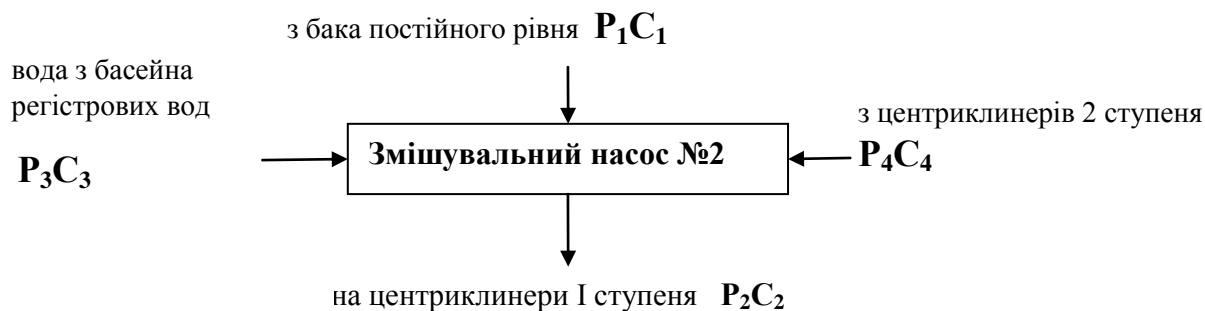 з бака постійного рівня P₁C₁
вода з басейна
регістрових вод
P₃C₃
Змішувальний насос №2
з центриклинерів 2 ступеня
P₄C₄
на центриклинери І ступеня P₂C₂